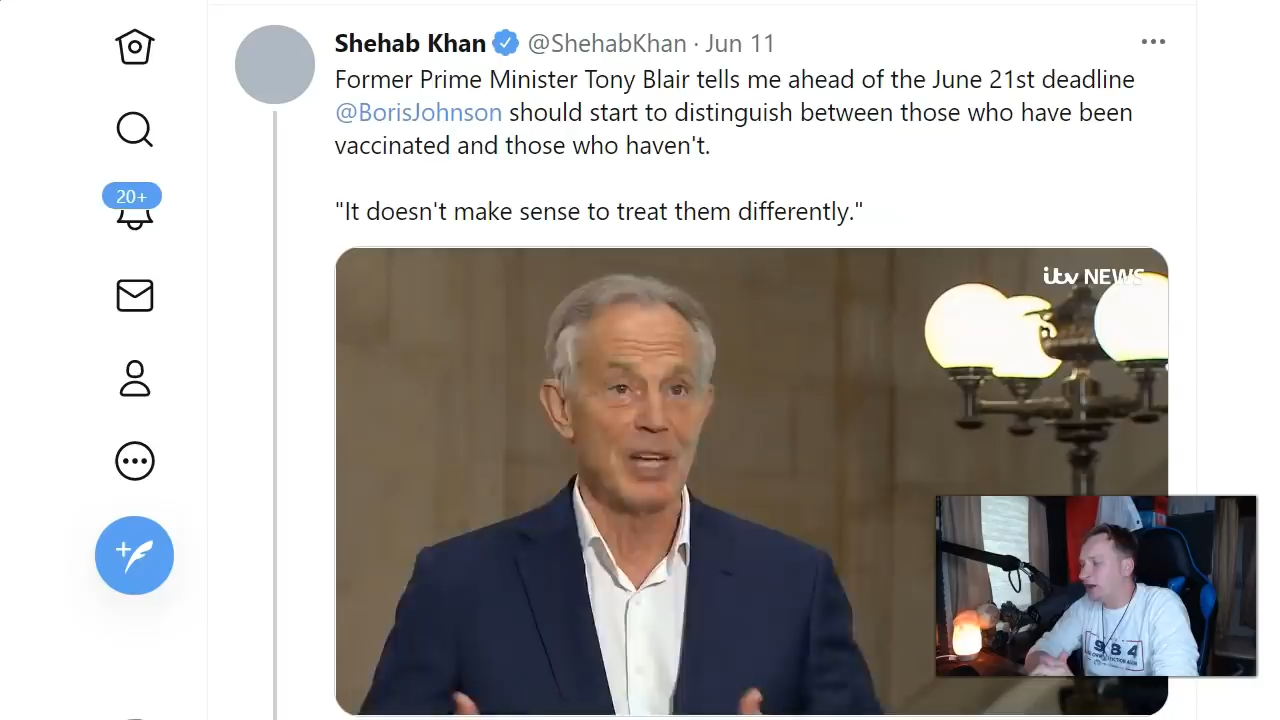 Shehab Khan @ShehabKhan · Jun 11
Former Prime Minister Tony Blair tells me ahead of the June 21st deadline
@BorisJohnson should start to distinguish between those who have been
vaccinated and those who haven't.
20+
"It doesn't make sense to treat them differently."
itv NEWS
984